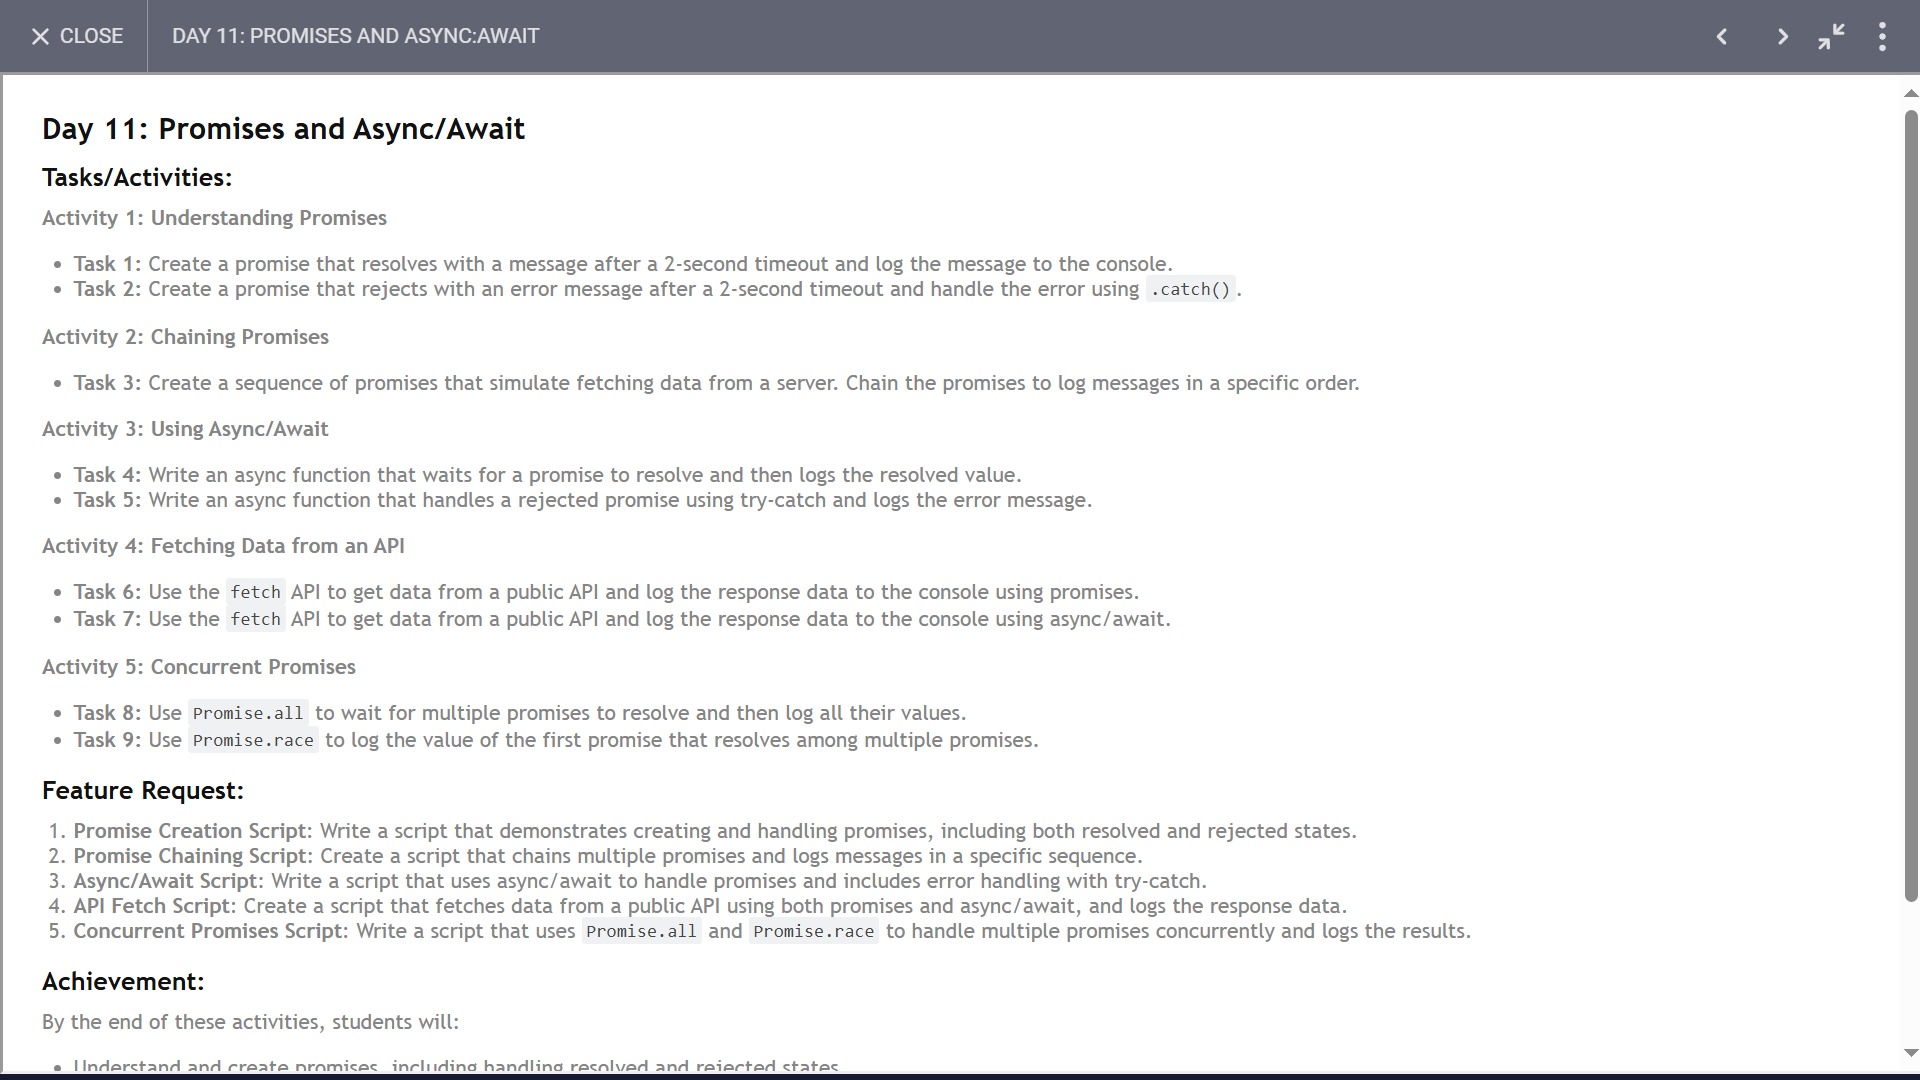 CLOSE
DAY 11: PROMISES AND ASYNC:AWAIT
Day 11: Promises and Async/Await
Tasks/Activities:
Activity 1: Understanding Promises
• Task 1: Create a promise that resolves with a message after a 2-second timeout and log the message to the console.
• Task 2: Create a promise that rejects with an error message after a 2-second timeout and handle the error using .catch().
Activity 2: Chaining Promises
• Task 3: Create a sequence of promises that simulate fetching data from a server. Chain the promises to log messages in a specific order.
Activity 3: Using Async/Await
• Task 4: Write an async function that waits for a promise to resolve and then logs the resolved value.
• Task 5: Write an async function that handles a rejected promise using try-catch and logs the error message.
Activity 4: Fetching Data from an API
• Task 6: Use the fetch API to get data from a public API and log the response data to the console using promises.
• Task 7: Use the fetch API to get data from a public API and log the response data to the console using async/await.
Activity 5: Concurrent Promises
• Task 8: Use Promise.all to wait for multiple promises to resolve and then log all their values.
• Task 9: Use Promise.race to log the value of the first promise that resolves among multiple promises.
Feature Request:
1. Promise Creation Script: Write a script that demonstrates creating and handling promises, including both resolved and rejected states.
2. Promise Chaining Script: Create a script that chains multiple promises and logs messages in a specific sequence.
3. Async/Await Script: Write a script that uses async/await to handle promises and includes error handling with try-catch.
4. API Fetch Script: Create a script that fetches data from a public API using both promises and async/await, and logs the response data.
5. Concurrent Promises Script: Write a script that uses Promise.all and Promise.race to handle multiple promises concurrently and logs the results.
Achievement:
By the end of these activities, students will:
• Understand and create promises, including handling resolved and rejected states